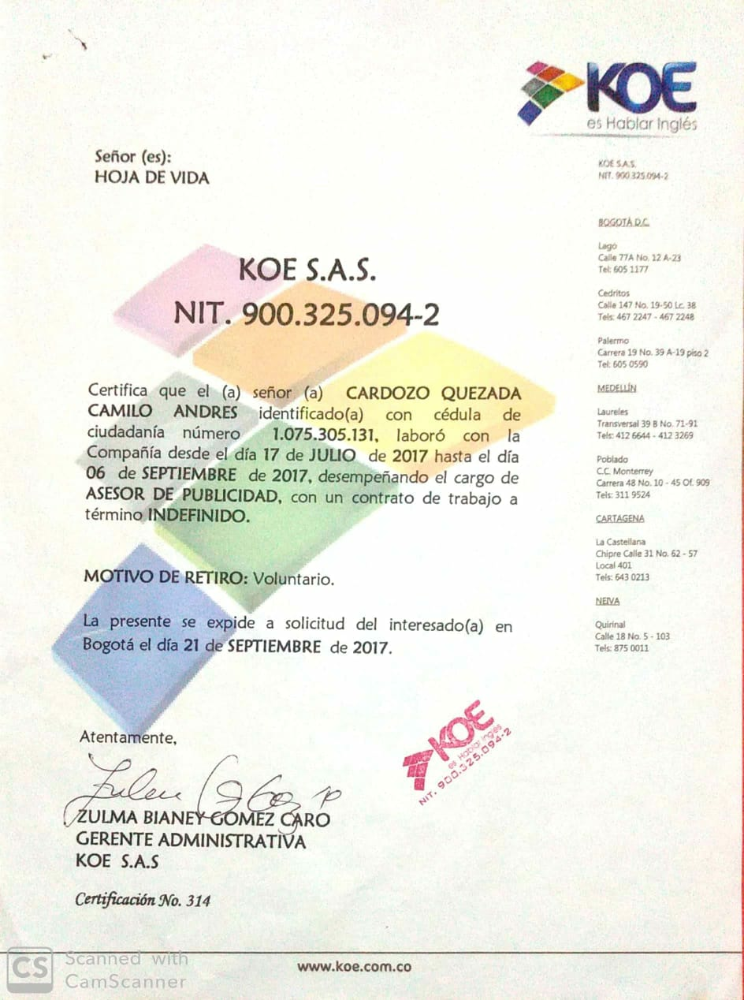 KOE
es Hablar Inglés
Señor (es):
HOJA DE VIDA
KOE S.A.S.
NIT. 900.325.094-2
Certifica que el (a) señor (a) CARDOZO QUEZADA
CAMILO ANDRES identificado(a) con cédula de
ciudadanía número 1.075.305.131, laboró con la
Compañía desde el día 17 de JULIO de 2017 hasta el día
06 de SEPTIEMBRE de 2017, desempeñando el cargo de
ASESOR DE PUBLICIDAD, con un contrato de trabajo a
término INDEFINIDO.
MOTIVO DE RETIRO: Voluntario.
La presente se expide a solicitud del interesado(a) en
Bogotá el día 21 de SEPTIEMBRE de 2017.
Atentamente,
ZULMA BIANEY GOMEZ CARO
GERENTE ADMINISTRATIVA
KOE S.A.S
Certificación No. 314
KOE
es Hablar Inglés
NIT. 900.325.094-2
KOE S.A.S.
NIT. 900.325.094-2
BOGOTÀ D.C.
Lago
Calle 77A No. 12 A-23
Tel: 605 1177
Cedritos
Calle 147 No. 19-50 Lc. 38
Tels: 467 2247 - 467 2248
Palermo
Carrera 19 No. 39 A-19 piso 2
Tel: 605 0590
MEDELLÍN
Laureles
Transversal 39 B No. 71-91
Tels: 412 6644 - 412 3269
Poblado
C.C. Monterrey
Carrera 48 No. 10 - 45 Of. 909
Tels: 311 9524
CARTAGENA
La Castellana
Chipre Calle 31 No. 62 - 57
Local 401
Tels: 643 0213
NEIVA
Quirinal
Calle 18 No. 5 - 103
Tels: 875 0011
www.koe.com.co
CS Scanned with
CamScanner